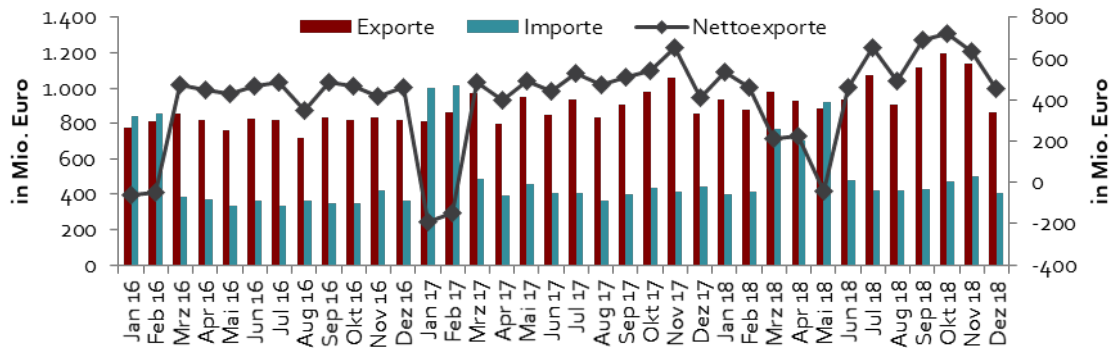 Exporte Importe Nettoexporte
in Mio. Euro
1.400
1.200
1.000
800
600
400
200
0
800
600
400
200
0
-200
-400
in Mio. Euro
Jan 16
Feb 16
Mrz 16
Apr 16
Mai 16
Jun 16
Jul 16
Aug 16
Sep 16
Okt 16
Nov 16
Dez 16
Jan 17
Feb 17
Mrz 17
Apr 17
Mai 17
Jun 17
Jul 17
Aug 17
Sep 17
Okt 17
Nov 17
Dez 17
Jan 18
Feb 18
Mrz 18
Apr 18
Mai 18
Jun 18
Jul 18
Aug 18
Sep 18
Okt 18
Nov 18
Dez 18